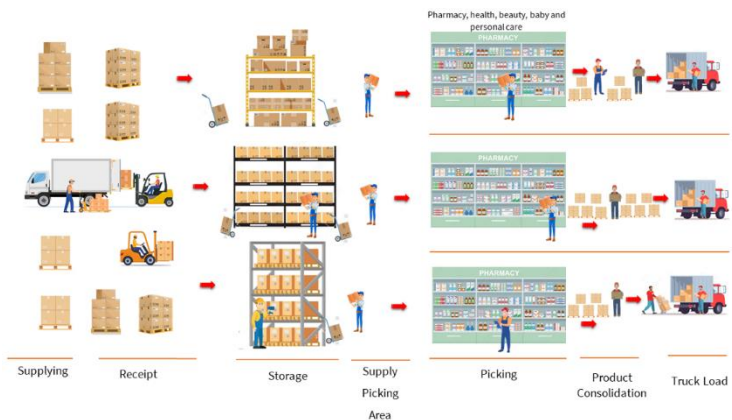 Pharmacy, health, beauty, baby and
personal care
PHARMACY
PHARMACY
PHARMACY
Supplying
Receipt
Storage
Supply
Picking
Area
Picking
Product
Consolidation
Truck Load